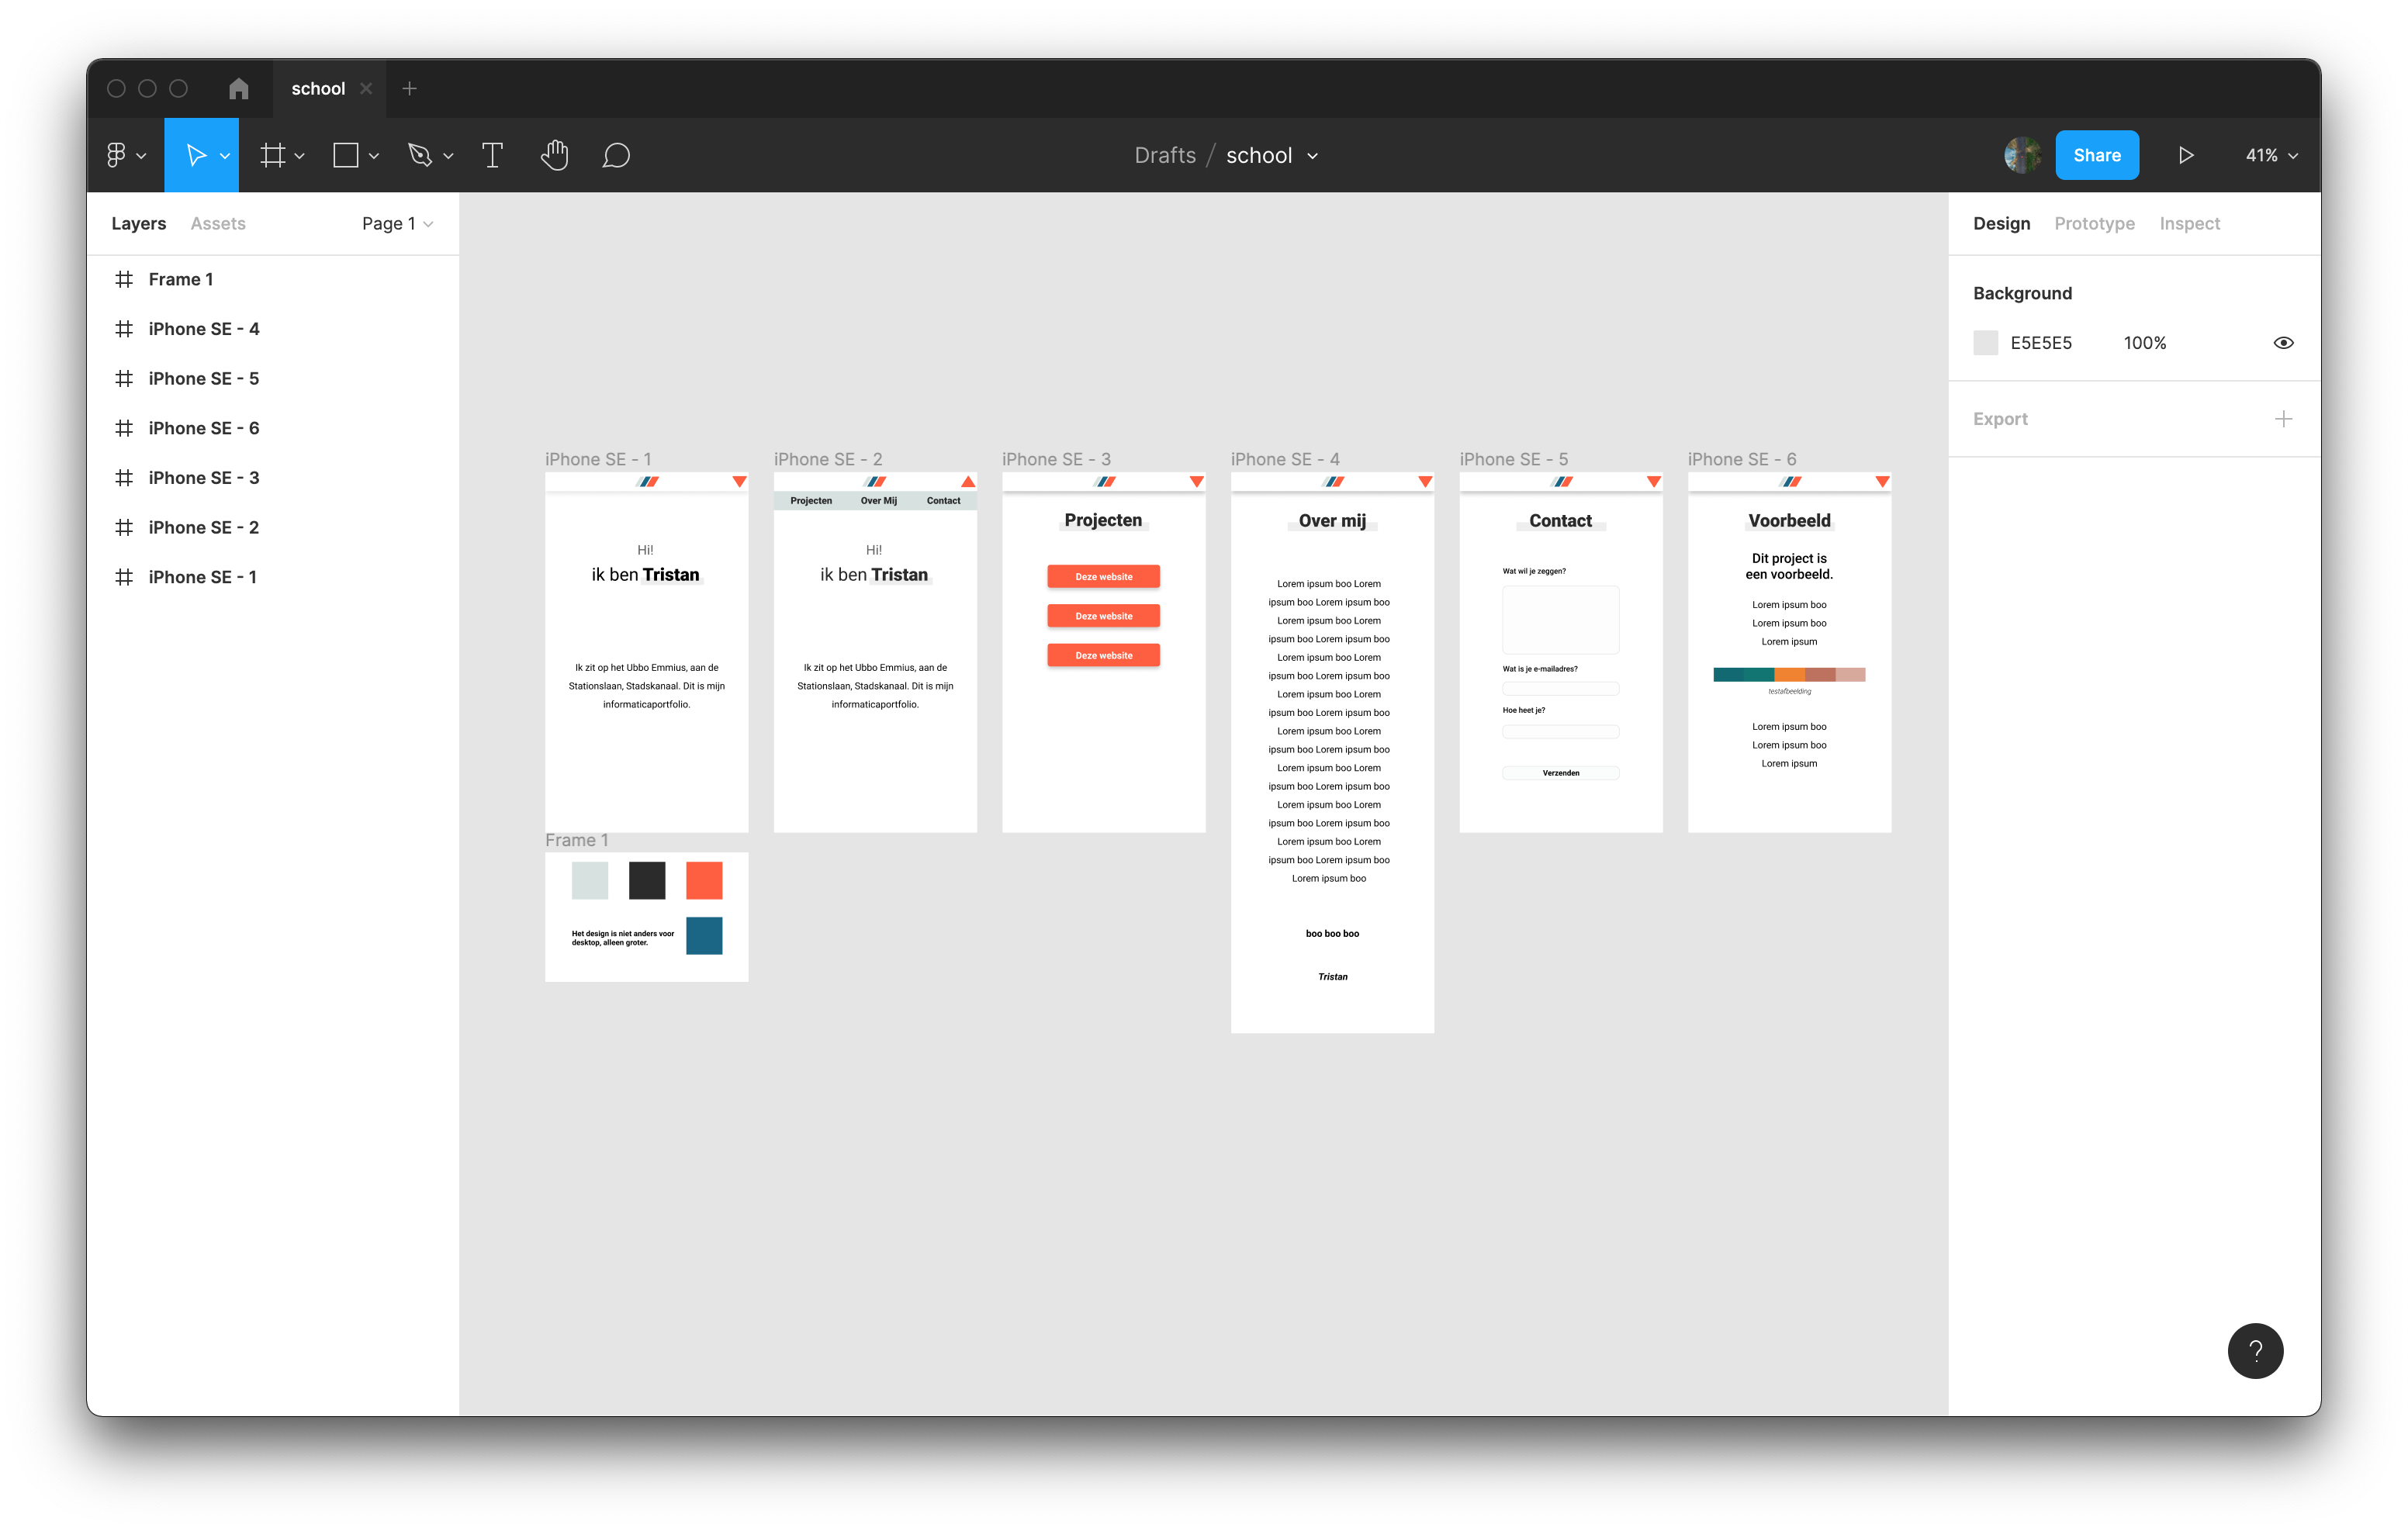 school
Drafts / school
Share
41%
Layers
Assets
Page 1
Frame 1
iPhone SE - 4
iPhone SE - 5
iPhone SE - 6
iPhone SE - 3
iPhone SE - 2
iPhone SE - 1
iPhone SE - 1
Hi!
ik ben Tristan
Ik zit op het Ubbo Emmius, aan de
Stationslaan, Stadskanaal. Dit is mijn
informaticaportfolio.
iPhone SE - 2
Projecten
Over Mij
Contact
Hi!
ik ben Tristan
Ik zit op het Ubbo Emmius, aan de
Stationslaan, Stadskanaal. Dit is mijn
informaticaportfolio.
iPhone SE - 3
Projecten
Deze website
Deze website
Deze website
iPhone SE - 4
Over mij
Lorem ipsum boo Lorem
ipsum boo Lorem ipsum boo
Lorem ipsum boo Lorem
ipsum boo Lorem ipsum boo
Lorem ipsum boo Lorem
ipsum boo Lorem ipsum boo
Lorem ipsum boo Lorem
ipsum boo Lorem ipsum boo
Lorem ipsum boo Lorem
ipsum boo Lorem ipsum boo
Lorem ipsum boo Lorem
ipsum boo Lorem ipsum boo
Lorem ipsum boo Lorem
ipsum boo Lorem ipsum boo
Lorem ipsum boo Lorem
ipsum boo Lorem ipsum boo
Lorem ipsum boo
boo boo boo
Tristan
iPhone SE - 5
Contact
Wat wil je zeggen?
Wat is je e-mailadres?
Hoe heet je?
Verzenden
iPhone SE - 6
Voorbeeld
Dit project is
een voorbeeld.
Lorem ipsum boo
Lorem ipsum boo
Lorem ipsum
testafbeelding
Lorem ipsum boo
Lorem ipsum boo
Lorem ipsum
Frame 1
Het design is niet anders voor
desktop, alleen groter.
Design
Prototype
Inspect
Background
E5E5E5
100%
Export
?